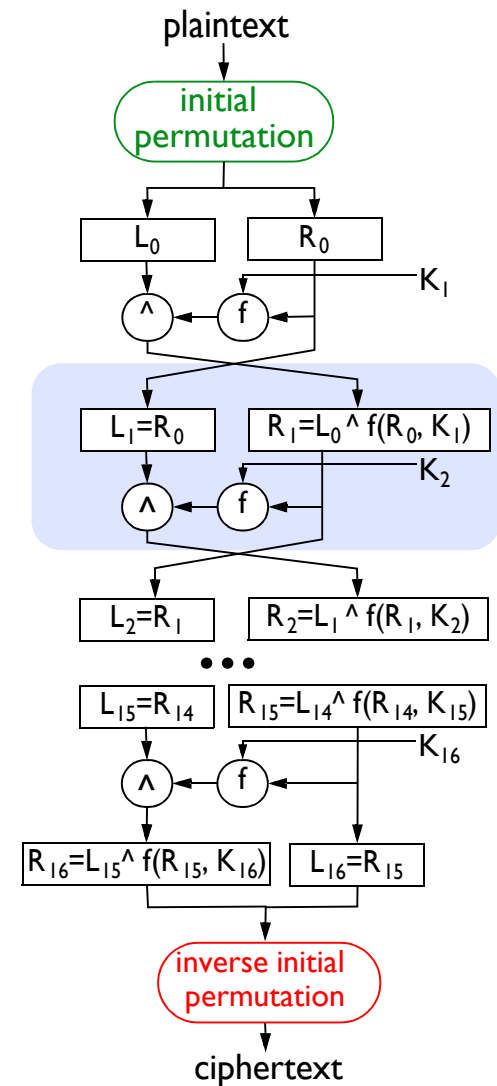 plaintext
initial
permutation
L₀ R₀
K₁
^ f
L₁=R₀ R₁=L₀ ^ f(R₀, K₁)
K₂
^ f
L₂=R₁ R₂=L₁ ^ f(R₁, K₂)
•••
L₁₅=R₁₄ R₁₅=L₁₄^ f(R₁₄, K₁₅)
K₁₆
^ f
R₁₆=L₁₅^ f(R₁₅, K₁₆) L₁₆=R₁₅
inverse initial
permutation
ciphertext